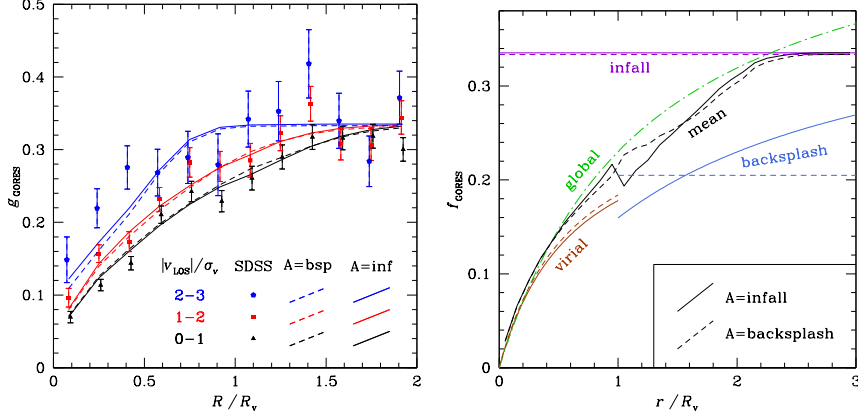 g_GORES
0.4
0.3
0.2
0.1
0
|v_LOS|/σ_v SDSS A=bsp A=inf
2−3
1−2
0−1
0 0.5 1 1.5 2
R/R_v
f_GORES
0.3
0.2
0.1
0
infall
global
mean
backsplash
virial
A=infall
A=backsplash
0 1 2 3
r/R_v